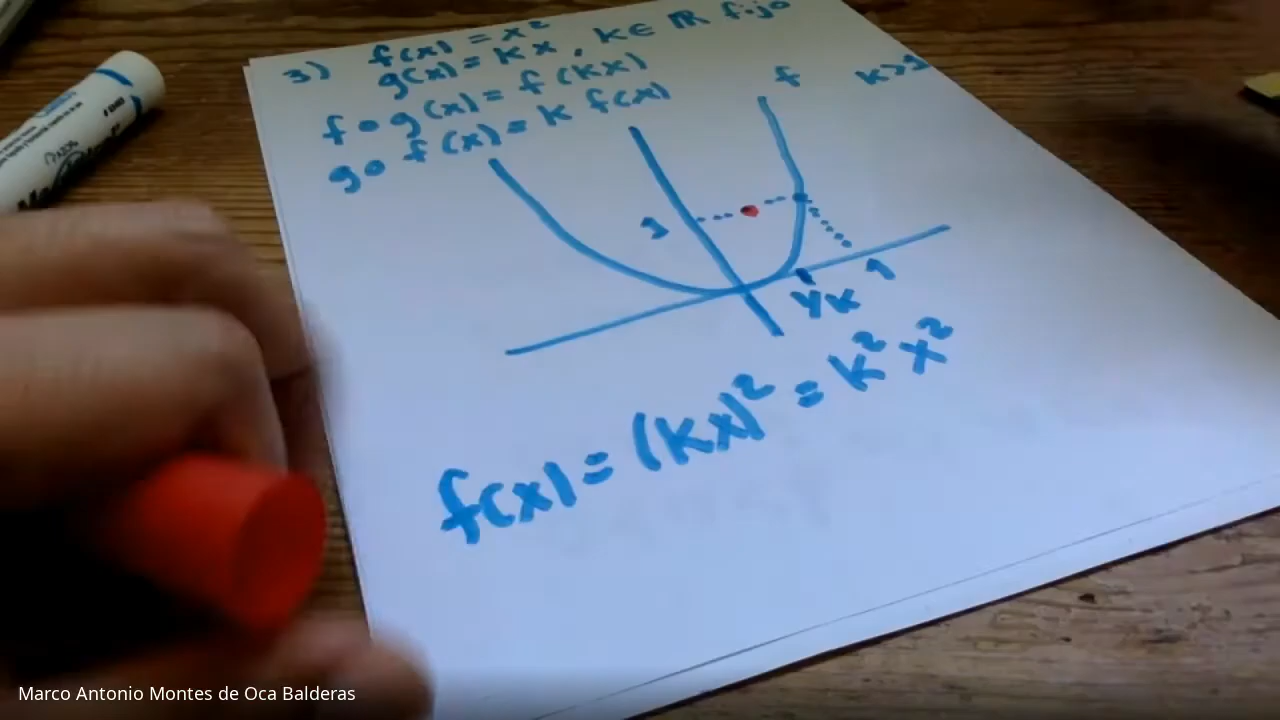 3) f(x) = x²
g(x) = kx, k ∈ ℝ fijo
f∘g(x) = f(kx)
g∘f(x) = k f(x)
f k>1
1
1/k 1
f(x) = (kx)² = k²x²
Marco Antonio Montes de Oca Balderas